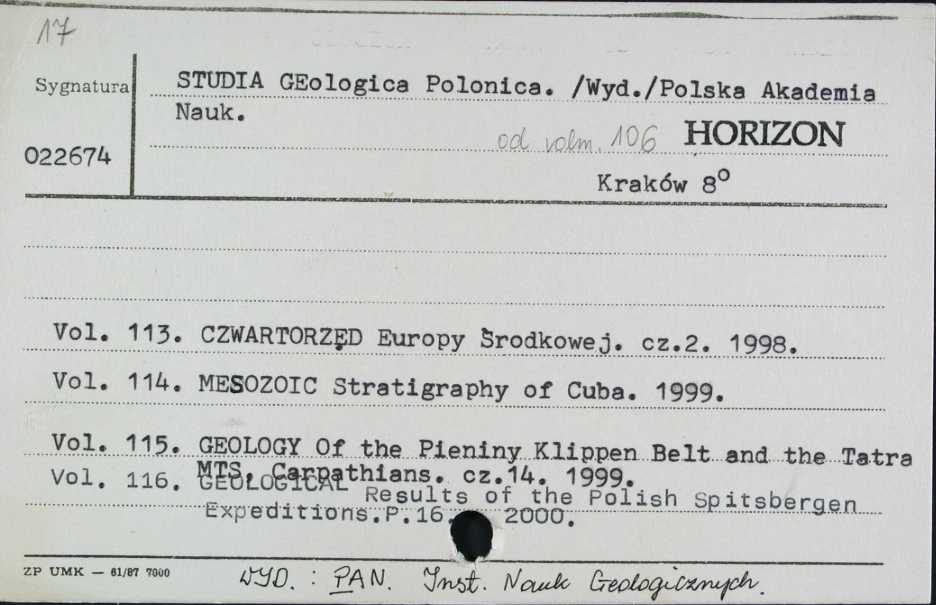 17
Sygnatura
STUDIA GEologica Polonica. /Wyd./Polska Akademia
Nauk.
od volm. 106 HORIZON
022674
Kraków 8°
Vol. 113. CZWARTORZĘD Europy Środkowej. cz.2. 1998.
Vol. 114. MESOZOIC Stratigraphy of Cuba. 1999.
Vol. 115. GEOLOGY Of the Pieniny Klippen Belt and the Tatra
MTS, Carpathians. cz.14. 1999.
Vol. 116. GEOLOGICAL Results of the Polish Spitsbergen
Expeditions.P.16. 2000.
ZP UMK — 61/87 7000
WYD. : PAN. Inst. Nauk Geologicznych.